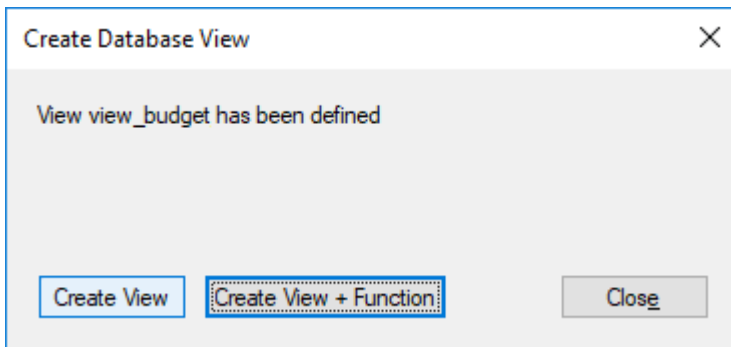 Create Database View
View view_budget has been defined
Create View Create View + Function Close